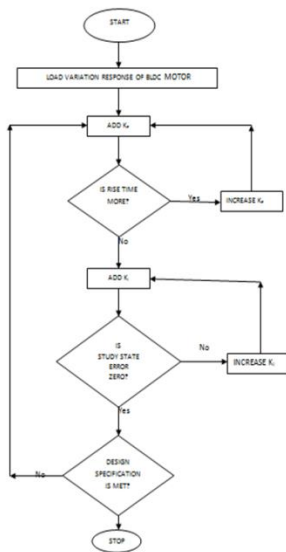 START
LOAD VARIATION RESPONSE OF BLDC MOTOR
ADD Kₚ
IS RISE TIME
MORE?
Yes
INCREASE Kₚ
No
ADD Kᵢ
IS
STUDY STATE
ERROR
ZERO?
No
INCREASE Kᵢ
Yes
DESIGN
SPECIFICATION
IS MET?
No
STOP